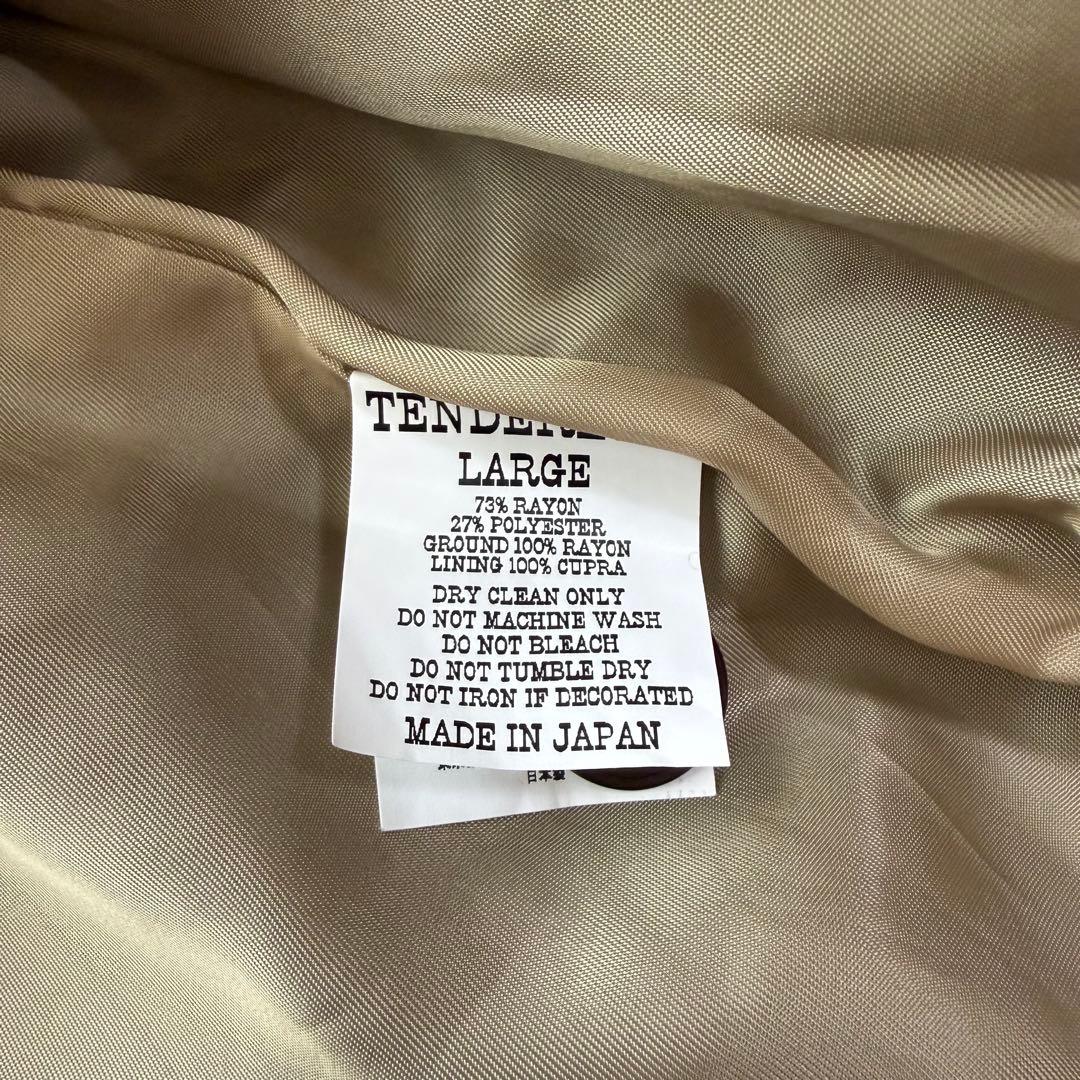 LARGE
73% RAYON
27% POLYESTER
GROUND 100% RAYON
LINING 100% CUPRA
DRY CLEAN ONLY
DO NOT MACHINE WASH
DO NOT BLEACH
DO NOT TUMBLE DRY
DO NOT IRON IF DECORATED
MADE IN JAPAN
日本製